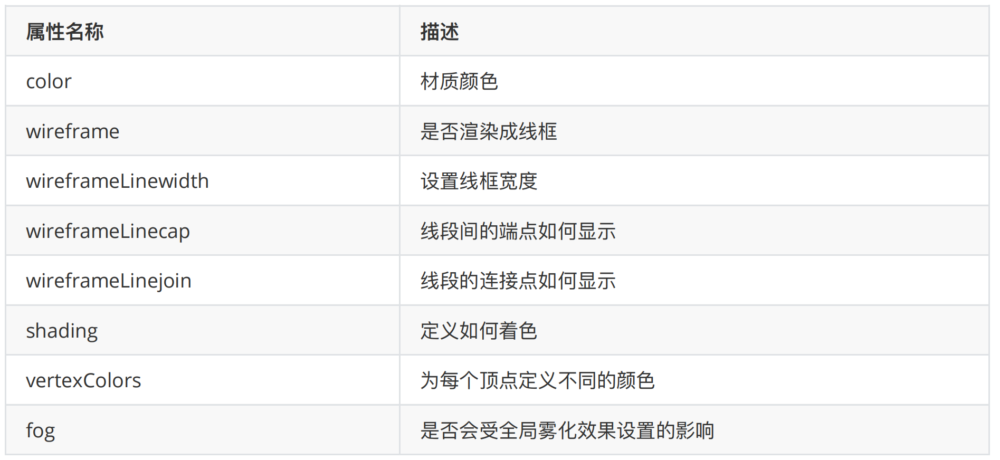 属性名称 描述
color 材质颜色
wireframe 是否渲染成线框
wireframeLinewidth 设置线框宽度
wireframeLinecap 线段间的端点如何显示
wireframeLinejoin 线段的连接点如何显示
shading 定义如何着色
vertexColors 为每个顶点定义不同的颜色
fog 是否会受全局雾化效果设置的影响